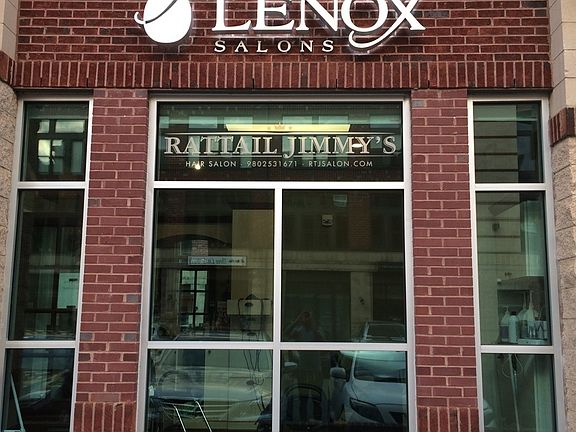 LENOX
SALONS
RATTAIL JIMMY'S
HAIR SALON - 9802531671 - RTJSALON.COM